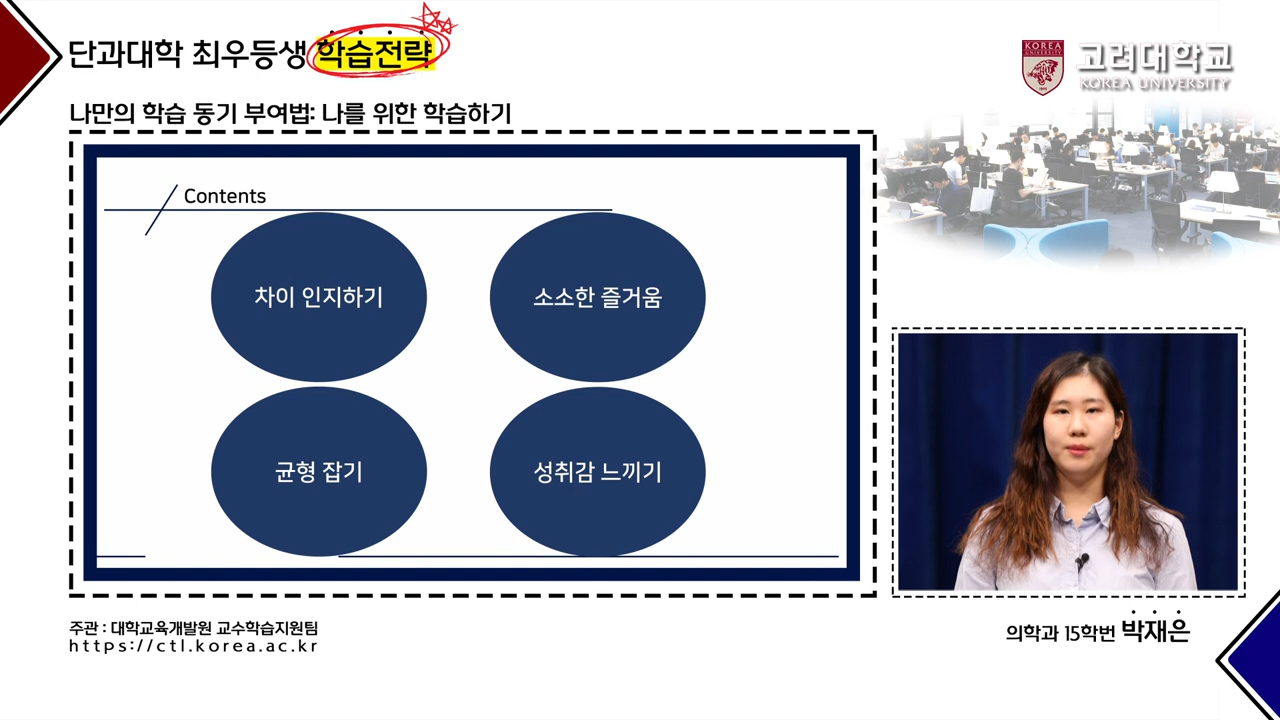 단과대학 최우등생 학습전략
KOREA
UNIVERSITY
고려대학교
KOREA UNIVERSITY
나만의 학습 동기 부여법: 나를 위한 학습하기
Contents
차이 인지하기
소소한 즐거움
균형 잡기
성취감 느끼기
주관 : 대학교육개발원 교수학습지원팀
https://ctl.korea.ac.kr
의학과 15학번 박재은